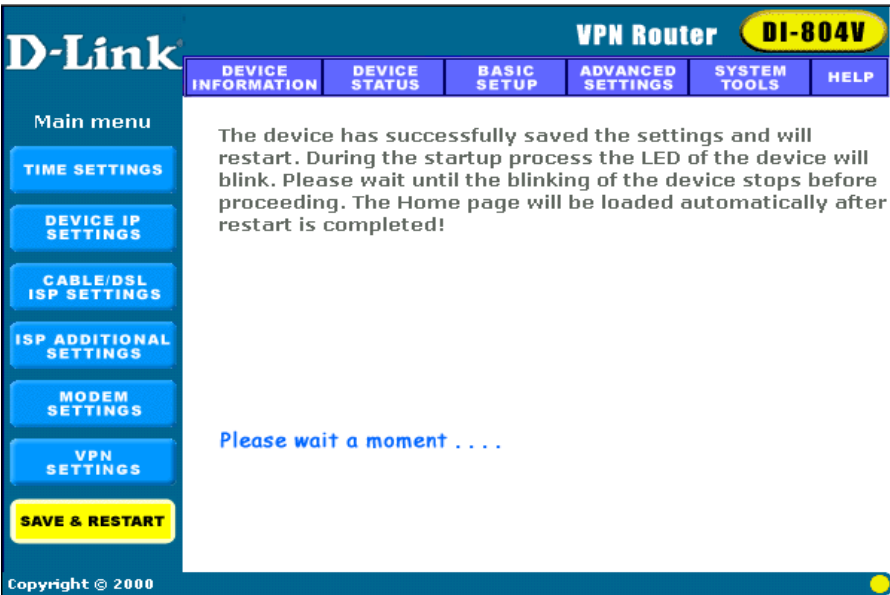 D-Link
VPN Router
DI-804V
DEVICE
INFORMATION
DEVICE
STATUS
BASIC
SETUP
ADVANCED
SETTINGS
SYSTEM
TOOLS
HELP
Main menu
TIME SETTINGS
DEVICE IP
SETTINGS
CABLE/DSL
ISP SETTINGS
ISP ADDITIONAL
SETTINGS
MODEM
SETTINGS
VPN
SETTINGS
SAVE & RESTART
The device has successfully saved the settings and will
restart. During the startup process the LED of the device will
blink. Please wait until the blinking of the device stops before
proceeding. The Home page will be loaded automatically after
restart is completed!
Please wait a moment . . . .
Copyright © 2000